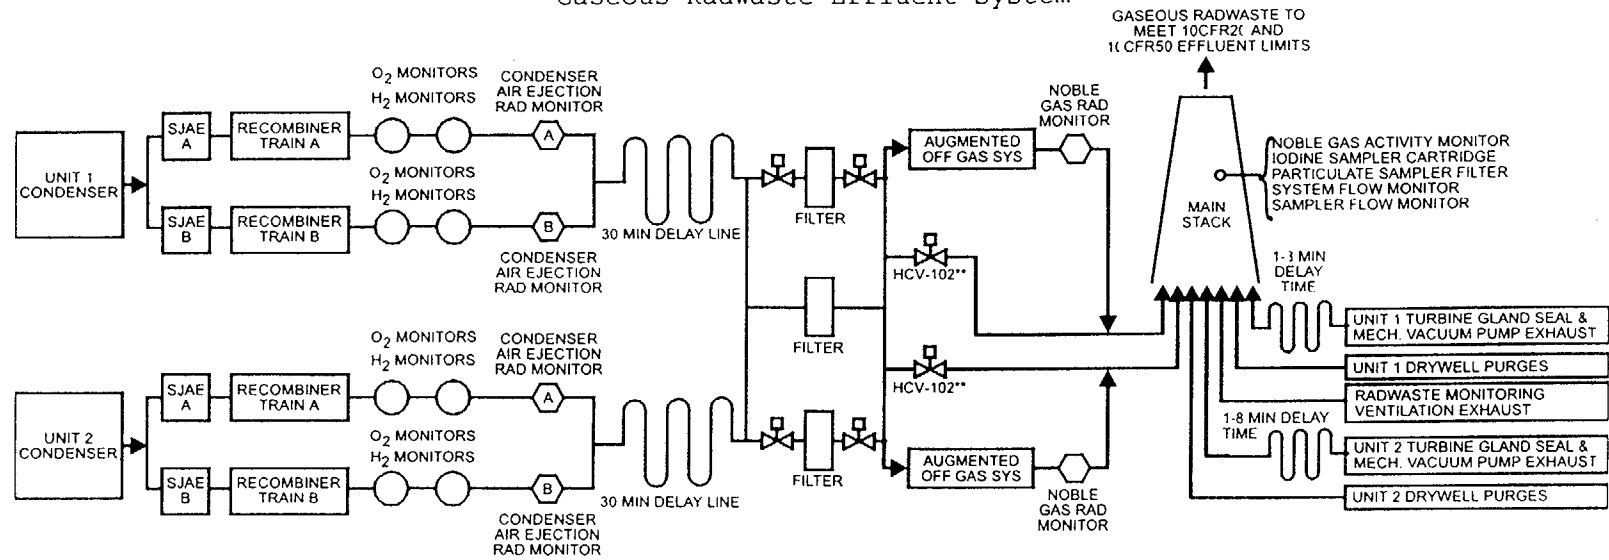 Gaseous Radwaste Effluent System
GASEOUS RADWASTE TO
MEET 10CFR2( AND
1( CFR50 EFFLUENT LIMITS
O2 MONITORS
H2 MONITORS
CONDENSER
AIR EJECTION
RAD MONITOR
NOBLE
GAS RAD
MONITOR
UNIT 1
CONDENSER
SJAE
A
RECOMBINER
TRAIN A
A
AUGMENTED
OFF GAS SYS
NOBLE GAS ACTIVITY MONITOR
IODINE SAMPLER CARTRIDGE
PARTICULATE SAMPLER FILTER
SYSTEM FLOW MONITOR
SAMPLER FLOW MONITOR
MAIN
STACK
O2 MONITORS
H2 MONITORS
SJAE
B
RECOMBINER
TRAIN B
B
30 MIN DELAY LINE
FILTER
CONDENSER
AIR EJECTION
RAD MONITOR
HCV-102**
1-3 MIN
DELAY
TIME
UNIT 1 TURBINE GLAND SEAL &
MECH. VACUUM PUMP EXHAUST
FILTER
O2 MONITORS
H2 MONITORS
CONDENSER
AIR EJECTION
RAD MONITOR
HCV-102**
UNIT 1 DRYWELL PURGES
RADWASTE MONITORING
VENTILATION EXHAUST
UNIT 2
CONDENSER
SJAE
A
RECOMBINER
TRAIN A
A
1-8 MIN DELAY
TIME
UNIT 2 TURBINE GLAND SEAL &
MECH. VACUUM PUMP EXHAUST
O2 MONITORS
H2 MONITORS
SJAE
B
RECOMBINER
TRAIN B
B
30 MIN DELAY LINE
FILTER
AUGMENTED
OFF GAS SYS
UNIT 2 DRYWELL PURGES
CONDENSER
AIR EJECTION
RAD MONITOR
NOBLE
GAS RAD
MONITOR